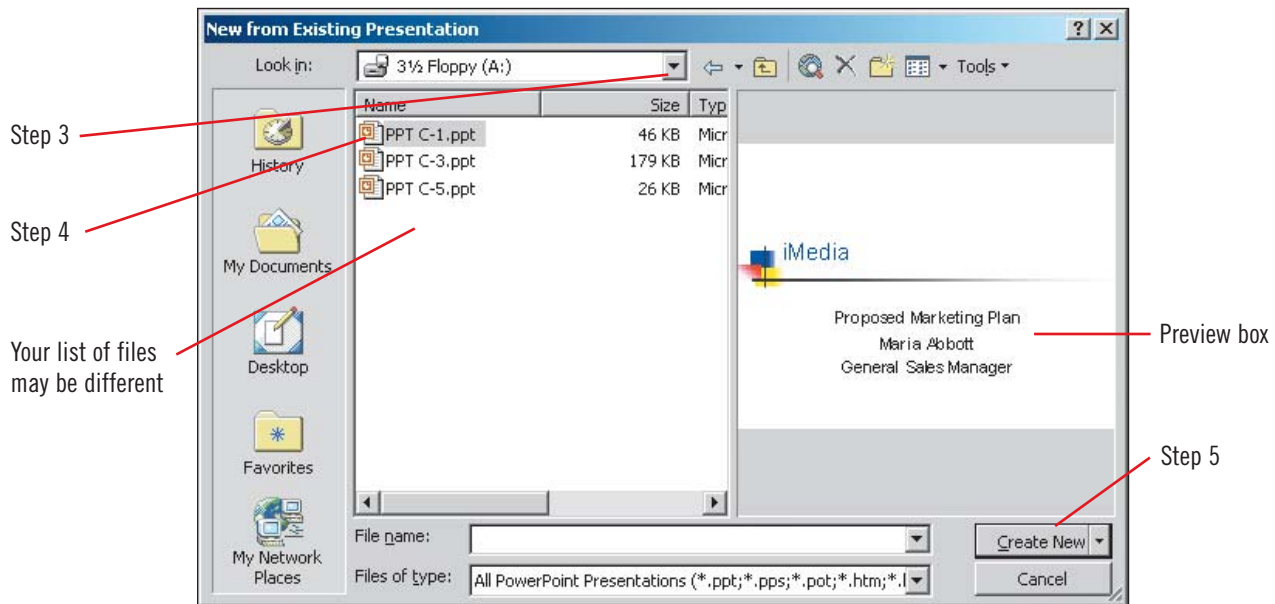 New from Existing Presentation
Look in:
3½ Floppy (A:)
Tools
Name Size Typ
PPT C-1.ppt 46 KB Micr
PPT C-3.ppt 179 KB Micr
PPT C-5.ppt 26 KB Micr
History
My Documents
Desktop
Favorites
My Network
Places
iMedia
Proposed Marketing Plan
Maria Abbott
General Sales Manager
File name:
Files of type:
All PowerPoint Presentations (*.ppt;*.pps;*.pot;*.htm;*.
Create New
Cancel
Step 3
Step 4
Your list of files
may be different
Preview box
Step 5